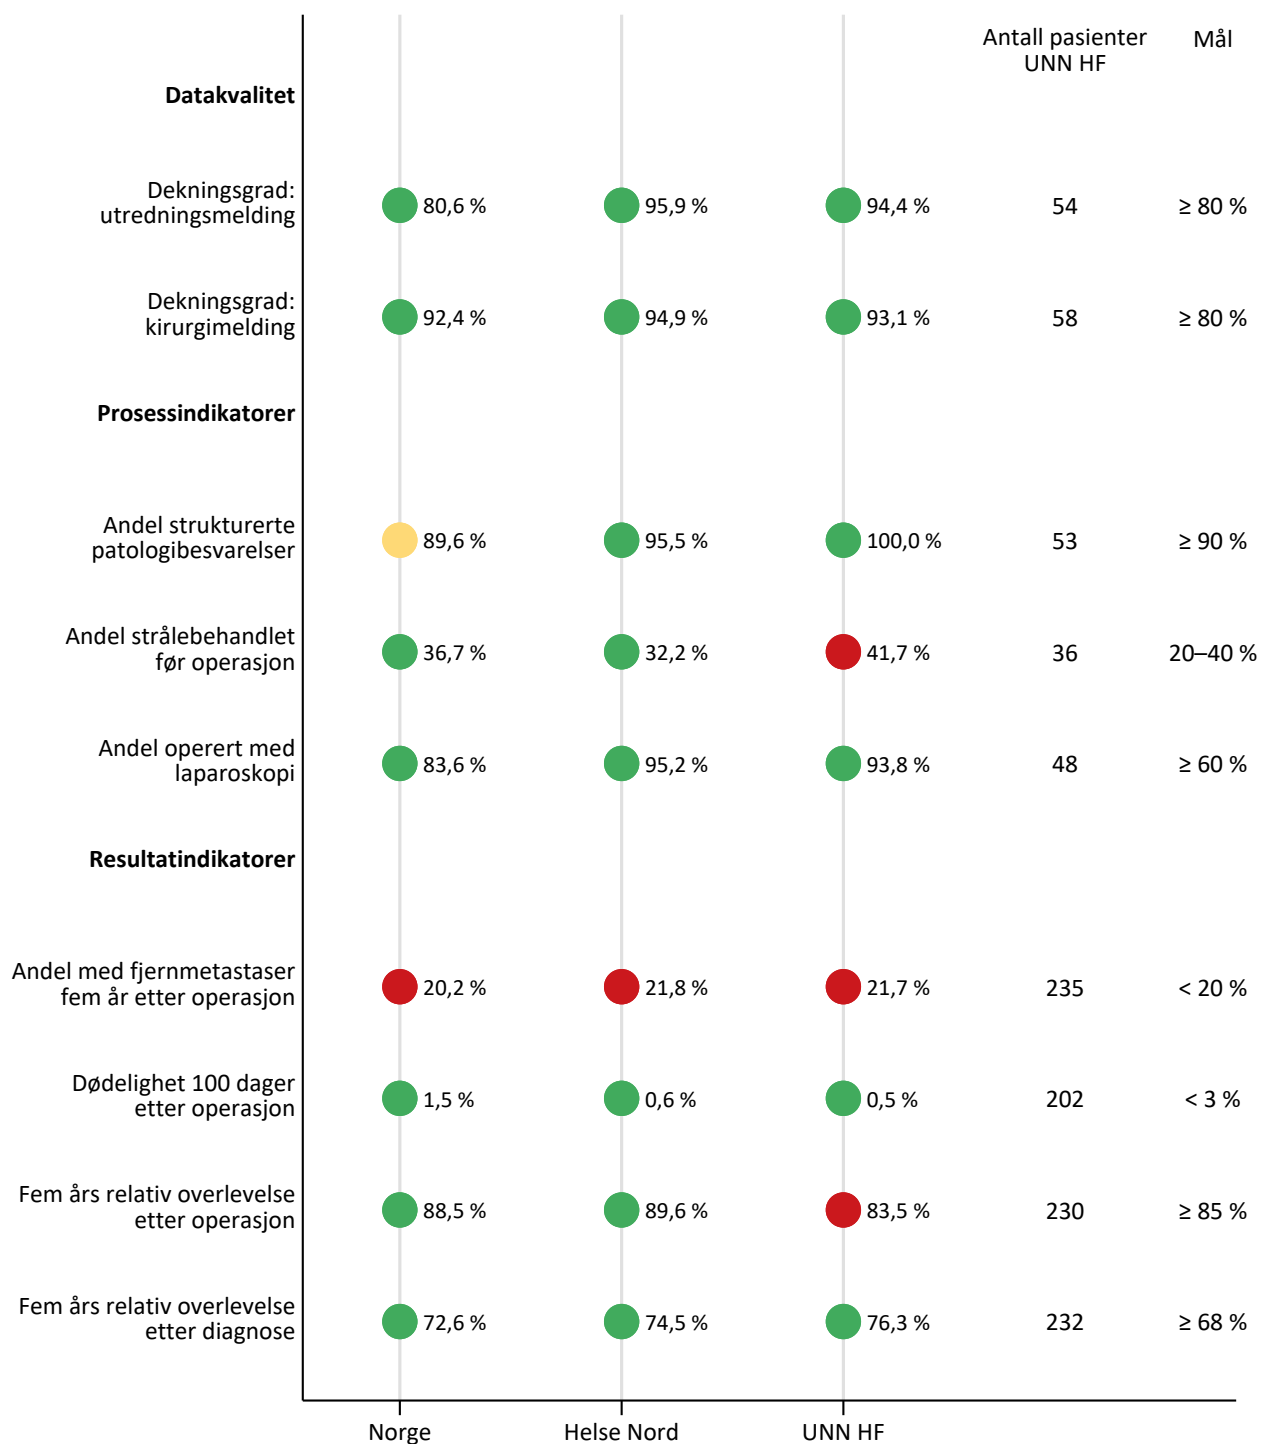 Antall pasienter
UNN HF
Mål
Datakvalitet
Dekningsgrad:
utredningsmelding
80,6 %
95,9 %
94,4 %
54
≥ 80 %
Dekningsgrad:
kirurgimelding
92,4 %
94,9 %
93,1 %
58
≥ 80 %
Prosessindikatorer
Andel strukturerte
patologibesvarelser
89,6 %
95,5 %
100,0 %
53
≥ 90 %
Andel strålebehandlet
før operasjon
36,7 %
32,2 %
41,7 %
36
20–40 %
Andel operert med
laparoskopi
83,6 %
95,2 %
93,8 %
48
≥ 60 %
Resultatindikatorer
Andel med fjernmetastaser
fem år etter operasjon
20,2 %
21,8 %
21,7 %
235
< 20 %
Dødelighet 100 dager
etter operasjon
1,5 %
0,6 %
0,5 %
202
< 3 %
Fem års relativ overlevelse
etter operasjon
88,5 %
89,6 %
83,5 %
230
≥ 85 %
Fem års relativ overlevelse
etter diagnose
72,6 %
74,5 %
76,3 %
232
≥ 68 %
Norge
Helse Nord
UNN HF